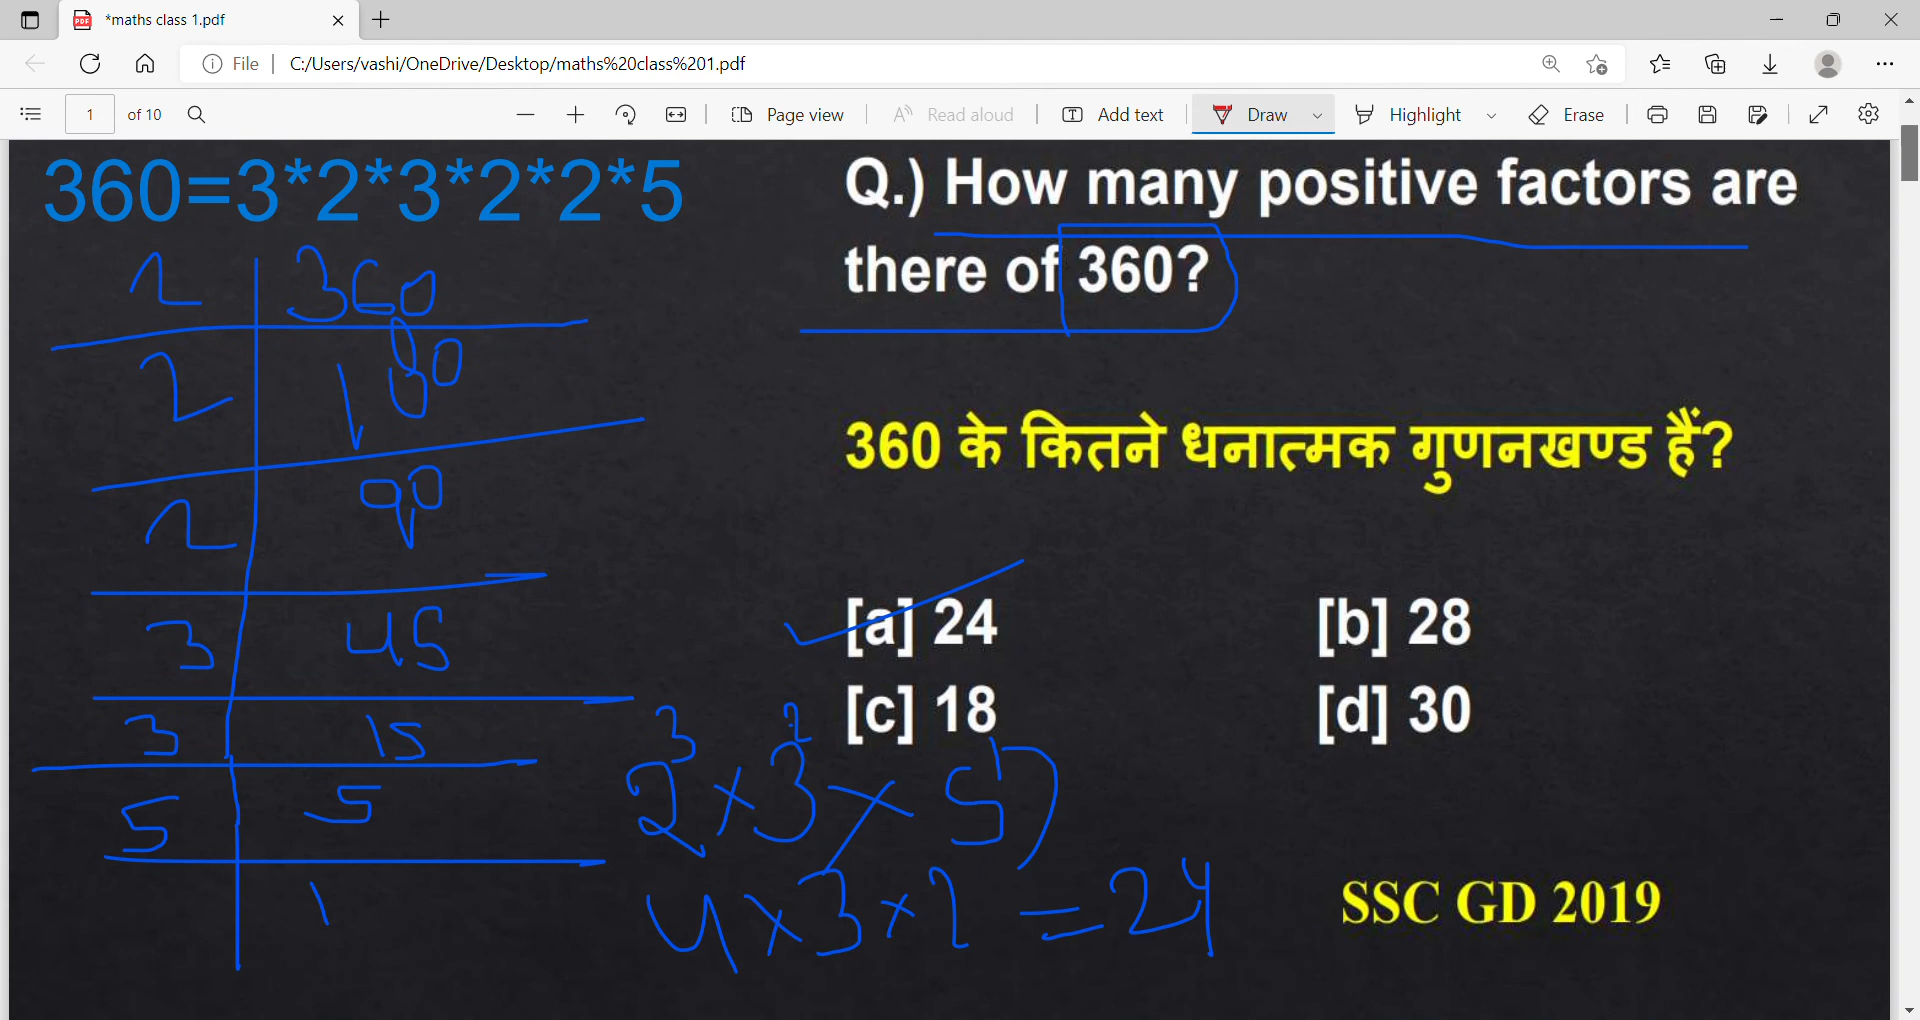 *maths class 1.pdf
File
C:/Users/vashi/OneDrive/Desktop/maths%20class%201.pdf
1 of 10
Page view
Read aloud
Add text
Draw
Highlight
Erase
360=3*2*3*2*2*5
2 360
2 180
2 90
3 45
3 15
5 5
1
Q.) How many positive factors are
there of 360?
360 के कितने धनात्मक गुणनखण्ड हैं?
[a] 24 [b] 28
[c] 18 [d] 30
2³ × 3² × 5¹)
4 × 3 × 2 = 24
SSC GD 2019